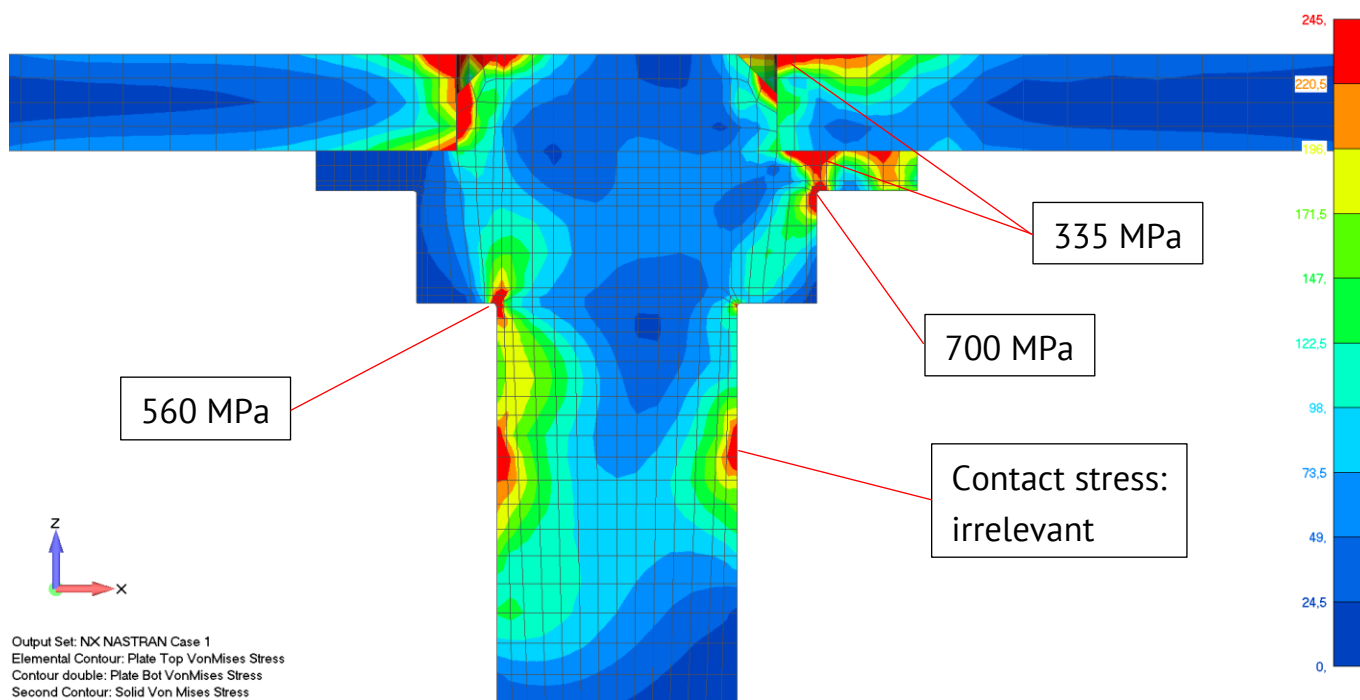 245,
220,5
196,
171,5
147,
122,5
98,
73,5
49,
24,5
0,
335 MPa
700 MPa
560 MPa
Contact stress:
irrelevant
Z
X
Output Set: NX NASTRAN Case 1
Elemental Contour: Plate Top VonMises Stress
Contour double: Plate Bot VonMises Stress
Second Contour: Solid Von Mises Stress